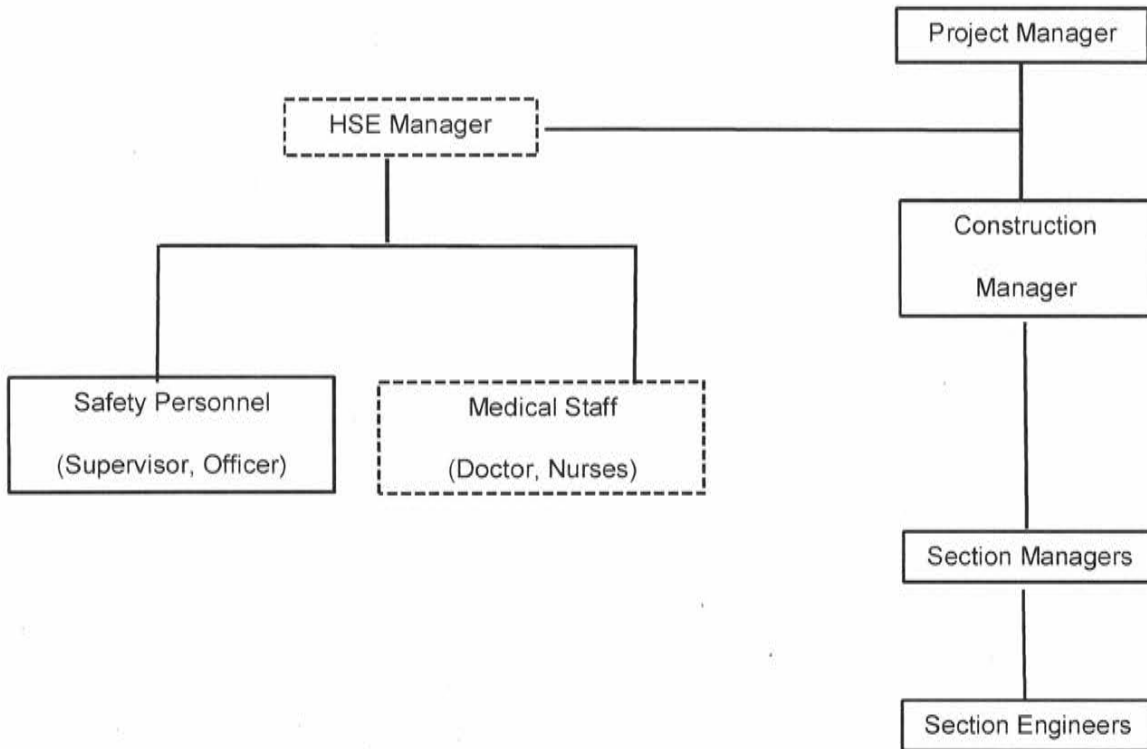 Project Manager
HSE Manager
Construction
Manager
Safety Personnel
(Supervisor, Officer)
Medical Staff
(Doctor, Nurses)
Section Managers
Section Engineers